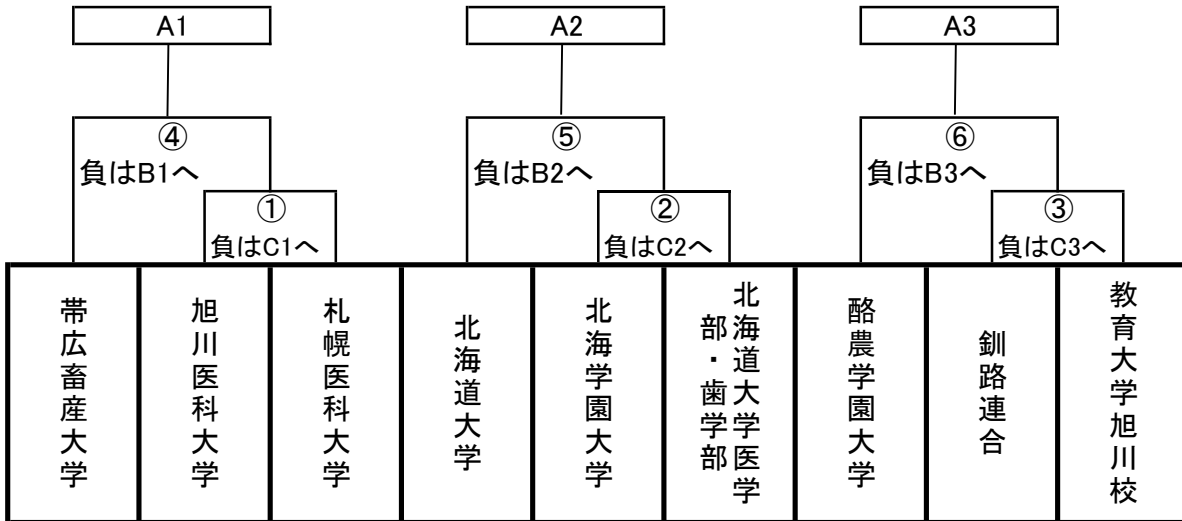 A1
A2
A3
④
負はB1へ
⑤
負はB2へ
⑥
負はB3へ
①
負はC1へ
②
負はC2へ
③
負はC3へ
帯広畜産大学
旭川医科大学
札幌医科大学
北海道大学
北海学園大学
北海道大学医学
部・歯学部
酪農学園大学
釧路連合
教育大学旭川校